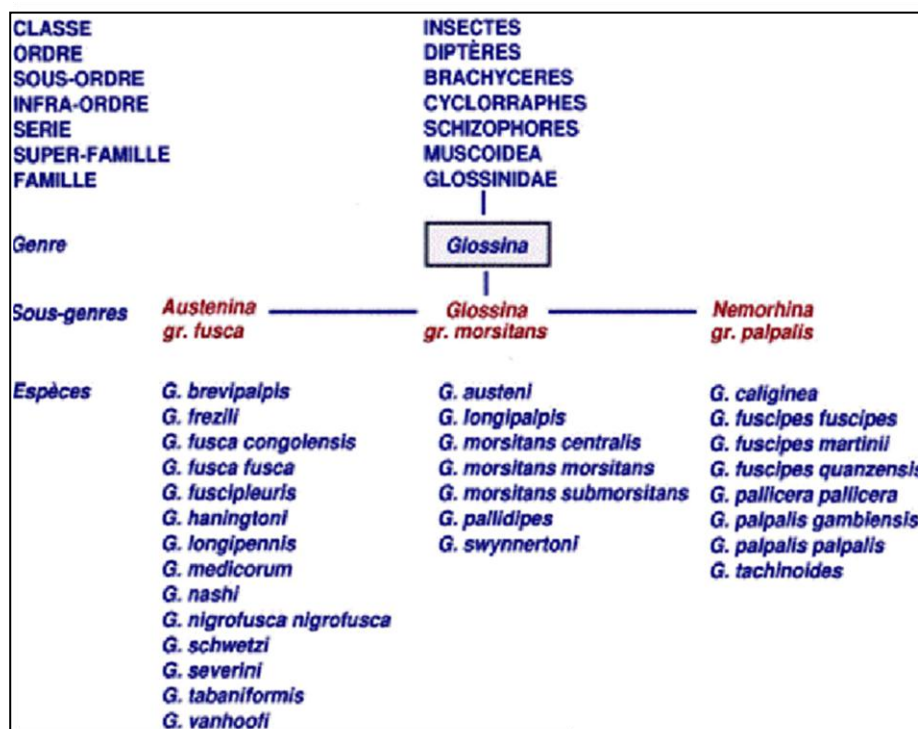 CLASSE INSECTES
ORDRE DIPTÈRES
SOUS-ORDRE BRACHYCERES
INFRA-ORDRE CYCLORRAPHES
SERIE SCHIZOPHORES
SUPER-FAMILLE MUSCOIDEA
FAMILLE GLOSSINIDAE
Genre Glossina
Sous-genres Austenina Glossina Nemorhina
gr. fusca gr. morsitans gr. palpalis
Espèces G. brevipalpis G. austeni G. caliginea
G. frezili G. longipalpis G. fuscipes fuscipes
G. fusca congolensis G. morsitans centralis G. fuscipes martinii
G. fusca fusca G. morsitans morsitans G. fuscipes quanzensis
G. fuscipleuris G. morsitans submorsitans G. pallicera pallicera
G. haningtoni G. pallidipes G. palpalis gambiensis
G. longipennis G. swynnertoni G. palpalis palpalis
G. medicorum G. tachinoides
G. nashi
G. nigrofusca nigrofusca
G. schwetzi
G. severini
G. tabaniformis
G. vanhoofi